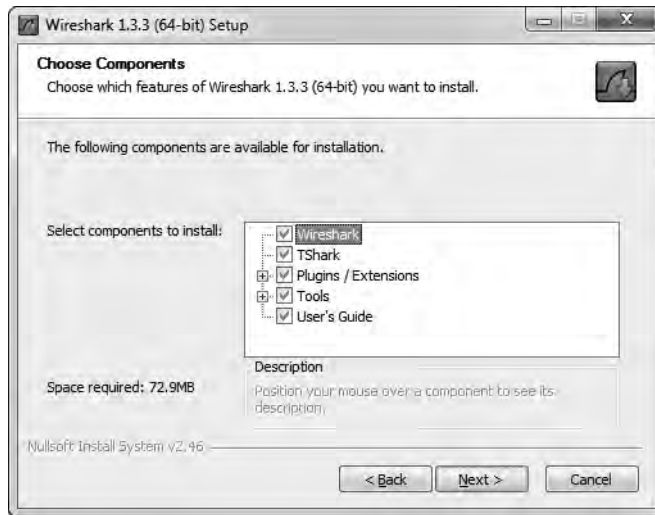 Wireshark 1.3.3 (64-bit) Setup
Choose Components
Choose which features of Wireshark 1.3.3 (64-bit) you want to install.
The following components are available for installation.
Select components to install:
Wireshark
TShark
Plugins / Extensions
Tools
User's Guide
Space required: 72.9MB
Description
Position your mouse over a component to see its
description.
Nullsoft Install System v2.46
< Back
Next >
Cancel